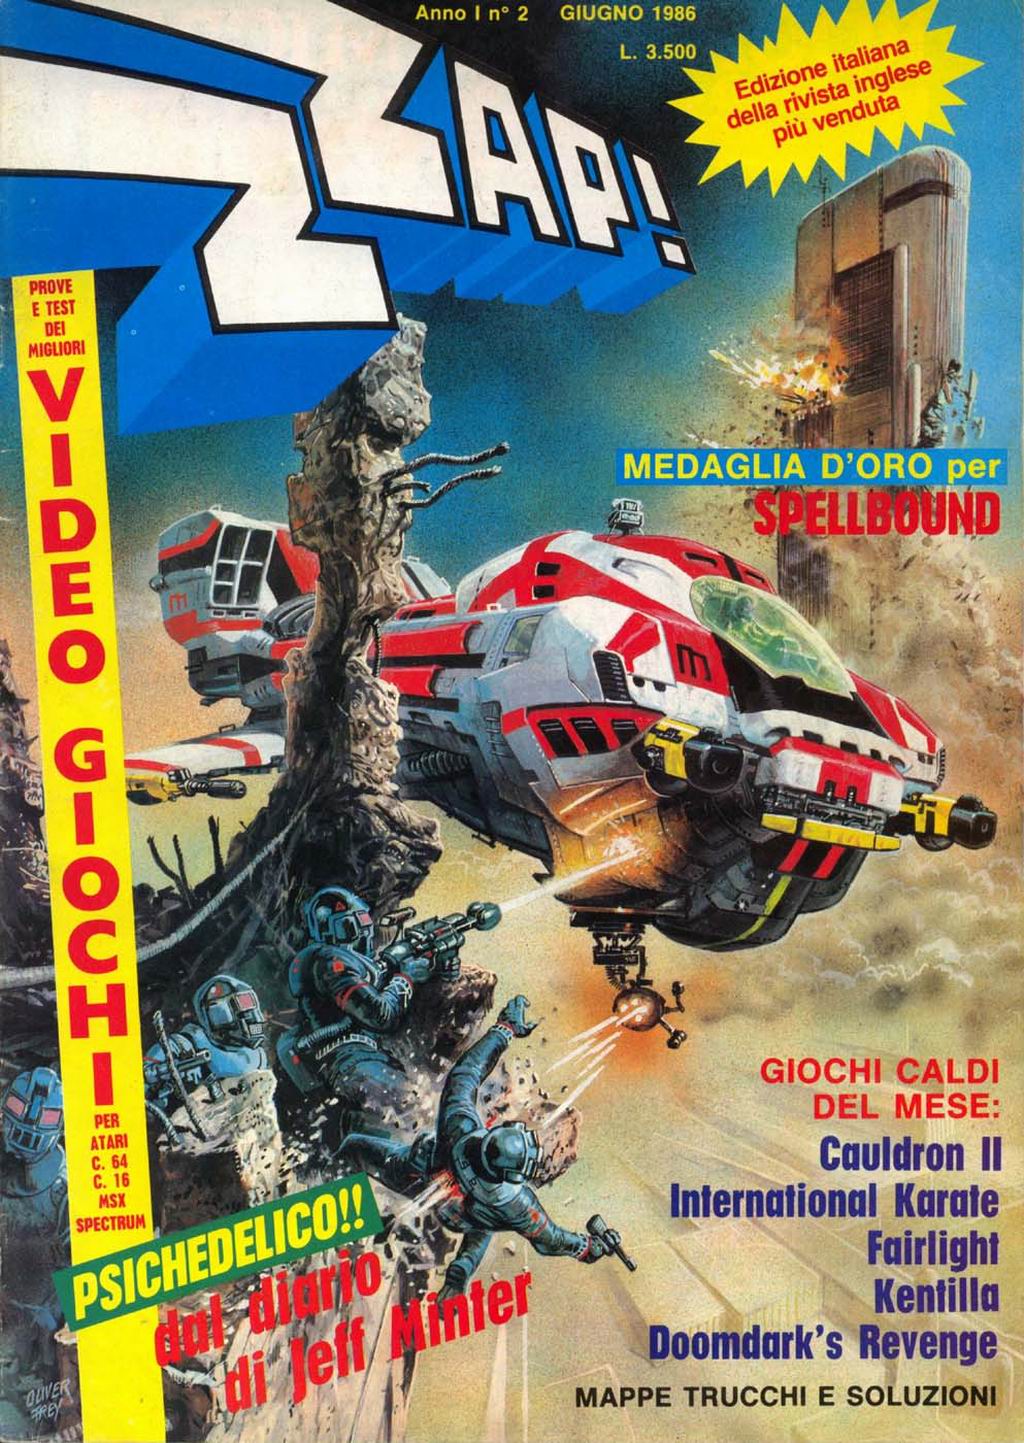 Anno I n° 2 GIUGNO 1986
L. 3.500
ZZAP!
Edizione italiana
della rivista inglese
più venduta
PROVE
E TEST
DEI
MIGLIORI
VIDEO GIOCHI
PER
ATARI
C. 64
C. 16
MSX
SPECTRUM
MEDAGLIA D'ORO per
SPELLBOUND
m
m
m
PSICHEDELICO!!
dal diario
di Jeff Minter
GIOCHI CALDI
DEL MESE:
Cauldron II
International Karate
Fairlight
Kentilla
Doomdark's Revenge
MAPPE TRUCCHI E SOLUZIONI
OLIVER
FREY